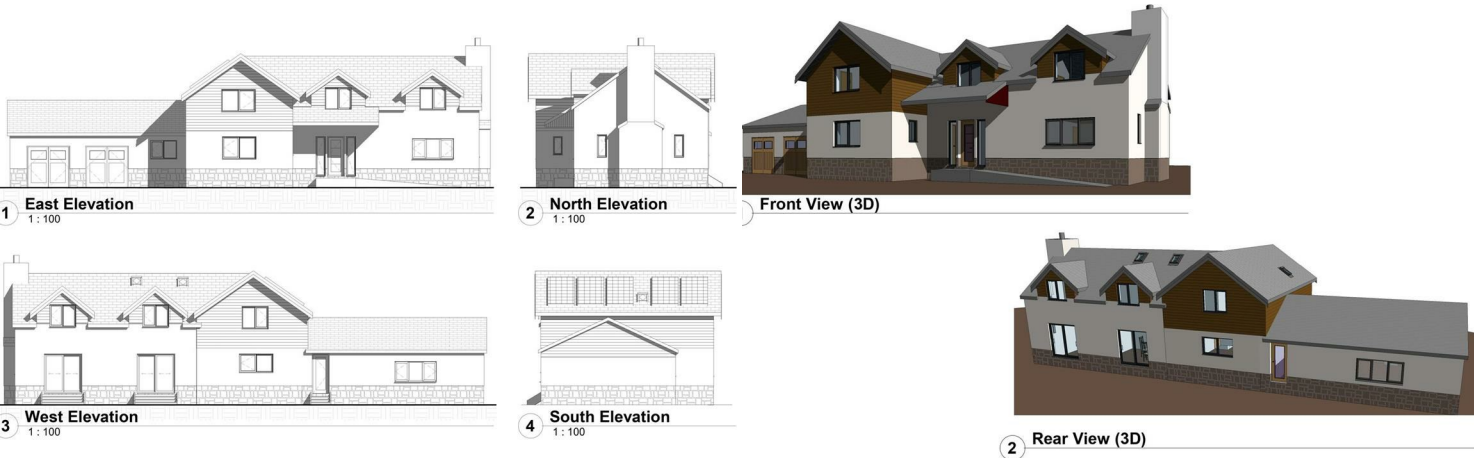 1 East Elevation
1 : 100
2 North Elevation
1 : 100
Front View (3D)
3 West Elevation
1 : 100
4 South Elevation
1 : 100
2 Rear View (3D)